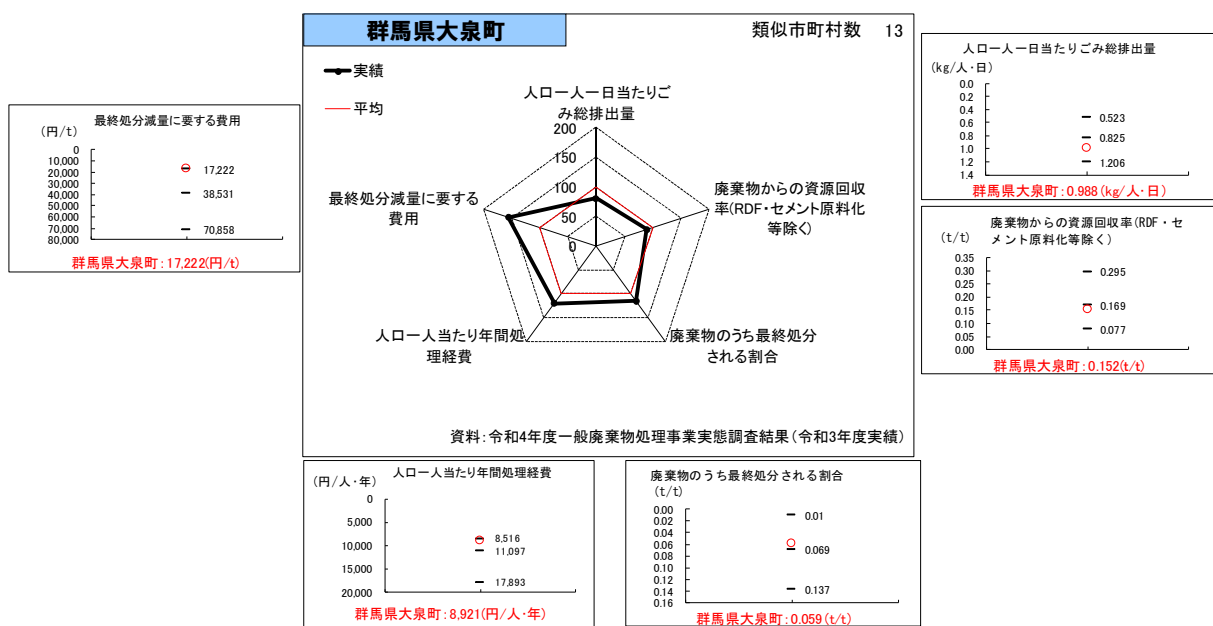 群馬県大泉町
類似市町村数 13
実績
平均
人口一人一日当たりご
み総排出量
200
150
100
50
0
廃棄物からの資源回収
率(RDF・セメント原料化
等除く)
廃棄物のうち最終処分
される割合
人口一人当たり年間処
理経費
最終処分減量に要する
費用
資料:令和4年度一般廃棄物処理事業実態調査結果(令和3年度実績)
最終処分減量に要する費用
(円/t)
0
10,000
20,000
30,000
40,000
50,000
60,000
70,000
80,000
17,222
38,531
70,858
群馬県大泉町:17,222(円/t)
人口一人一日当たりごみ総排出量
(kg/人・日)
0.0
0.2
0.4
0.6
0.8
1.0
1.2
1.4
0.523
0.825
1.206
群馬県大泉町:0.988(kg/人・日)
廃棄物からの資源回収率(RDF・セ
メント原料化等除く)
(t/t)
0.35
0.30
0.25
0.20
0.15
0.10
0.05
0.00
0.295
0.169
0.077
群馬県大泉町:0.152(t/t)
人口一人当たり年間処理経費
(円/人・年)
0
5,000
10,000
15,000
20,000
8,516
11,097
17,893
群馬県大泉町:8,921(円/人・年)
廃棄物のうち最終処分される割合
(t/t)
0.00
0.02
0.04
0.06
0.08
0.10
0.12
0.14
0.16
0.01
0.069
0.137
群馬県大泉町:0.059(t/t)